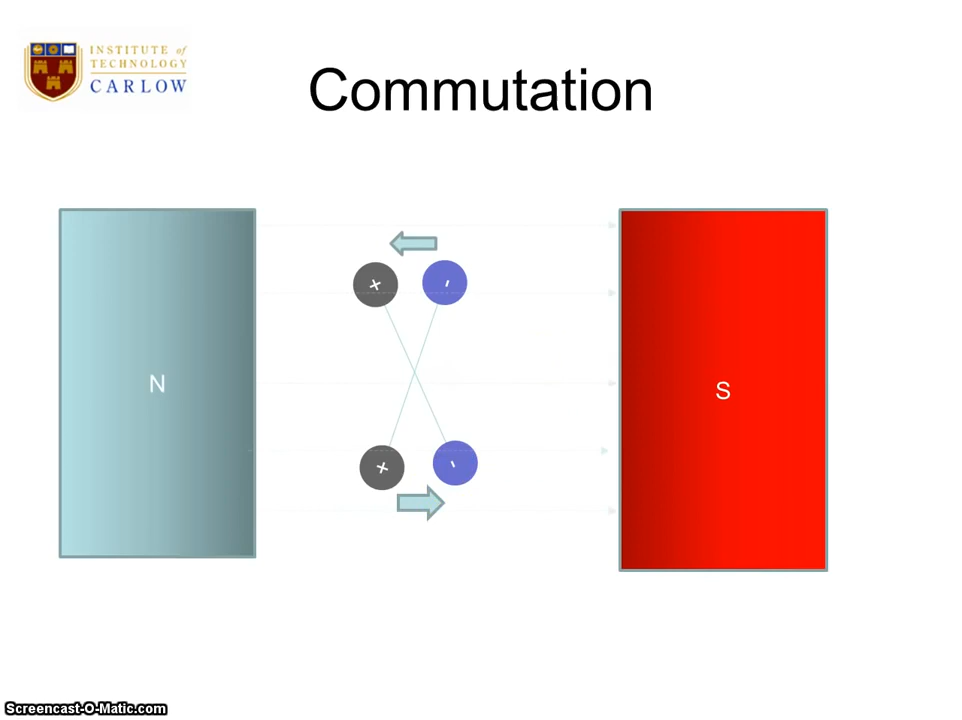 INSTITUTE of
TECHNOLOGY
CARLOW
Commutation
+ -
N
S
+ -
Screencast-O-Matic.com